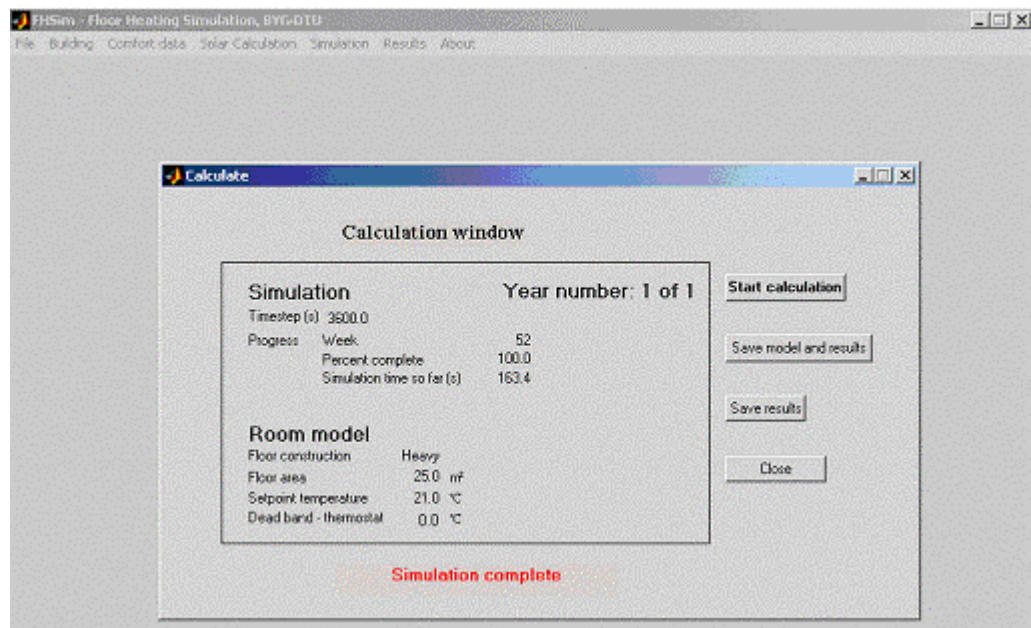 FHSim - Floor Heating Simulation, BYG-DTU
File Building Comfort data Solar Calculation Simulation Results About
Calculate
Calculation window
Simulation Year number: 1 of 1
Start calculation
Timestep (s) 3600.0
Progress Week 52
Save model and results
Percent complete 100.0
Simulation time so far (s) 163.4
Save results
Room model
Floor construction Heavy
Close
Floor area 25.0 m²
Setpoint temperature 21.0 °C
Dead band - thermostat 0.0 °C
Simulation complete